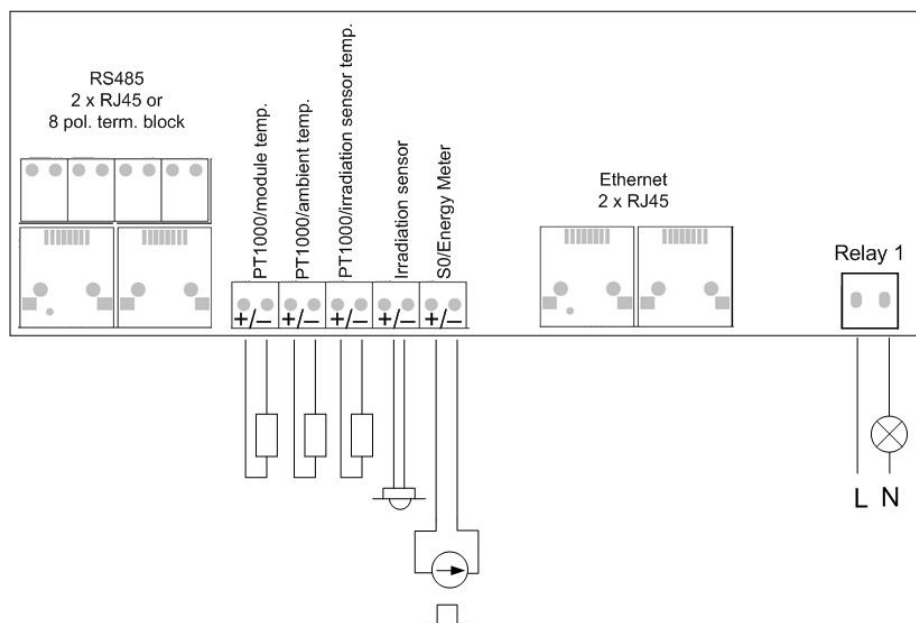 RS485
2 x RJ45 or
8 pol. term. block
PT1000/module temp.
PT1000/ambient temp.
PT1000/irradiation sensor temp.
Irradiation sensor
S0/Energy Meter
Ethernet
2 x RJ45
Relay 1
+/− +/− +/− +/− +/−
L N